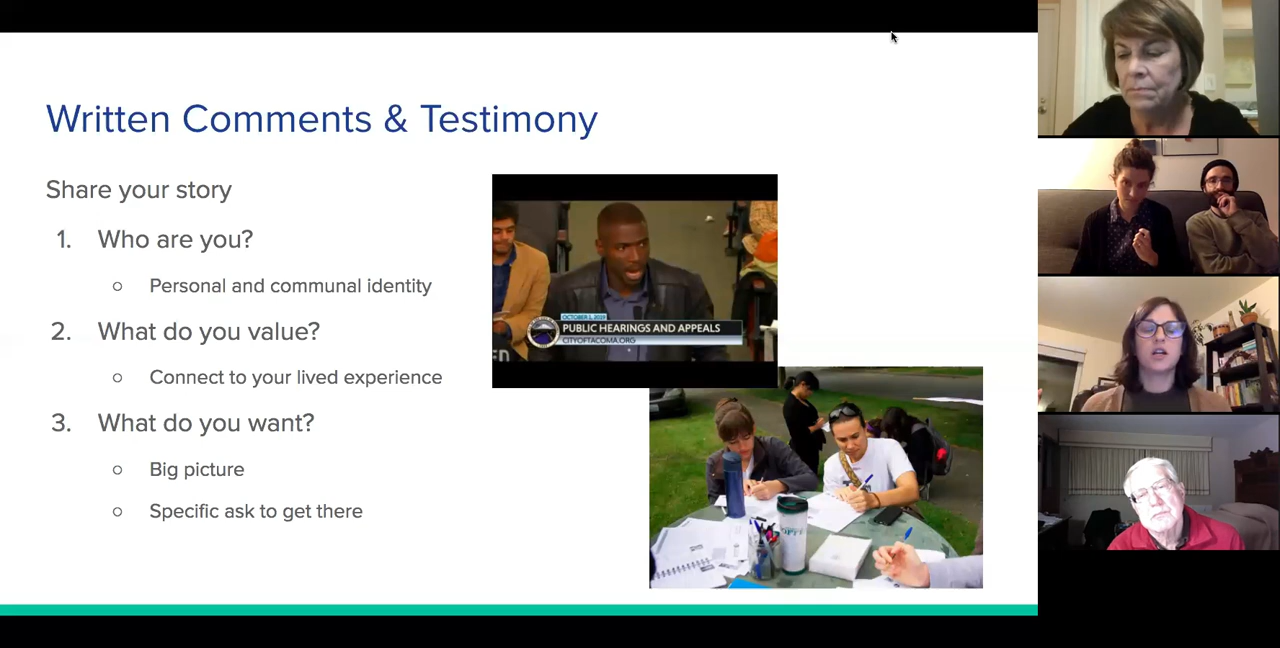 Written Comments & Testimony
Share your story
1. Who are you?
○ Personal and communal identity
2. What do you value?
○ Connect to your lived experience
3. What do you want?
○ Big picture
○ Specific ask to get there
OCTOBER 1, 2019
PUBLIC HEARINGS AND APPEALS
CITYOFTACOMA.ORG